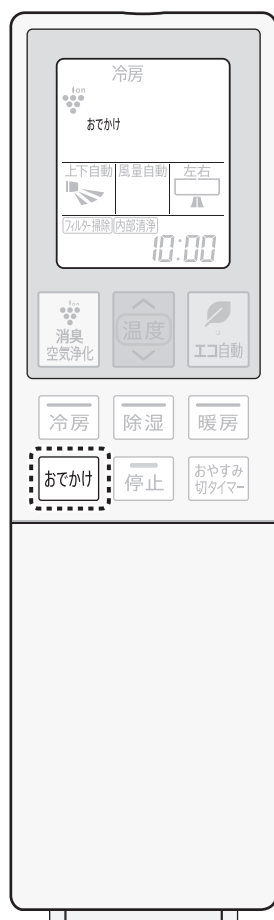 冷房
ion
おでかけ
上下自動 風量自動 左右
フィルター掃除 内部清浄
10:00
ion
消臭
空気浄化
温度
エコ自動
冷房 除湿 暖房
おでかけ 停止 おやすみ
切タイマー